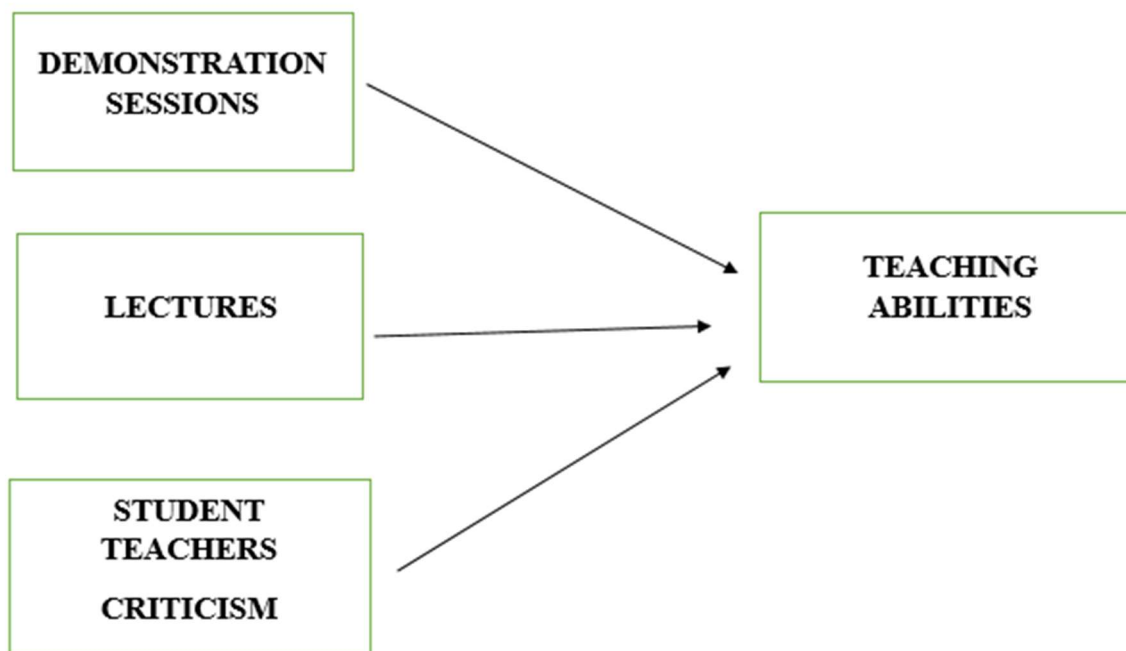 DEMONSTRATION
SESSIONS
LECTURES
STUDENT
TEACHERS
CRITICISM
TEACHING
ABILITIES